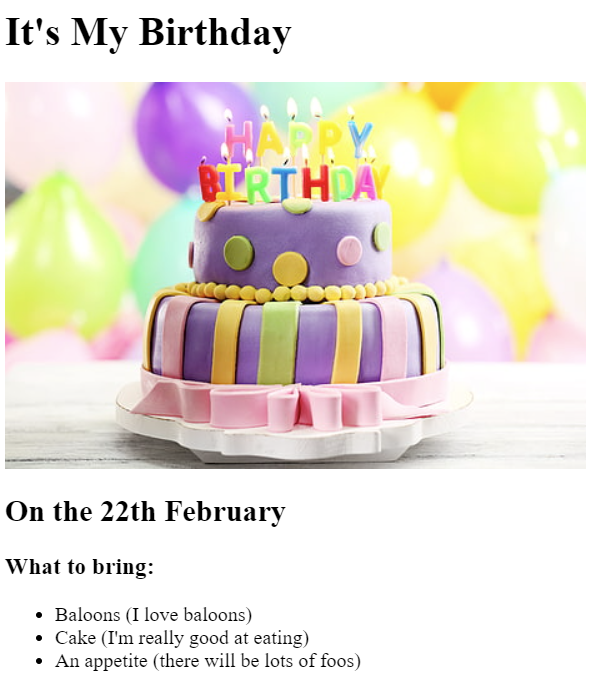 It's My Birthday
HAPPY
BIRTHDAY
On the 22th February
What to bring:
Baloons (I love baloons)
Cake (I'm really good at eating)
An appetite (there will be lots of foos)